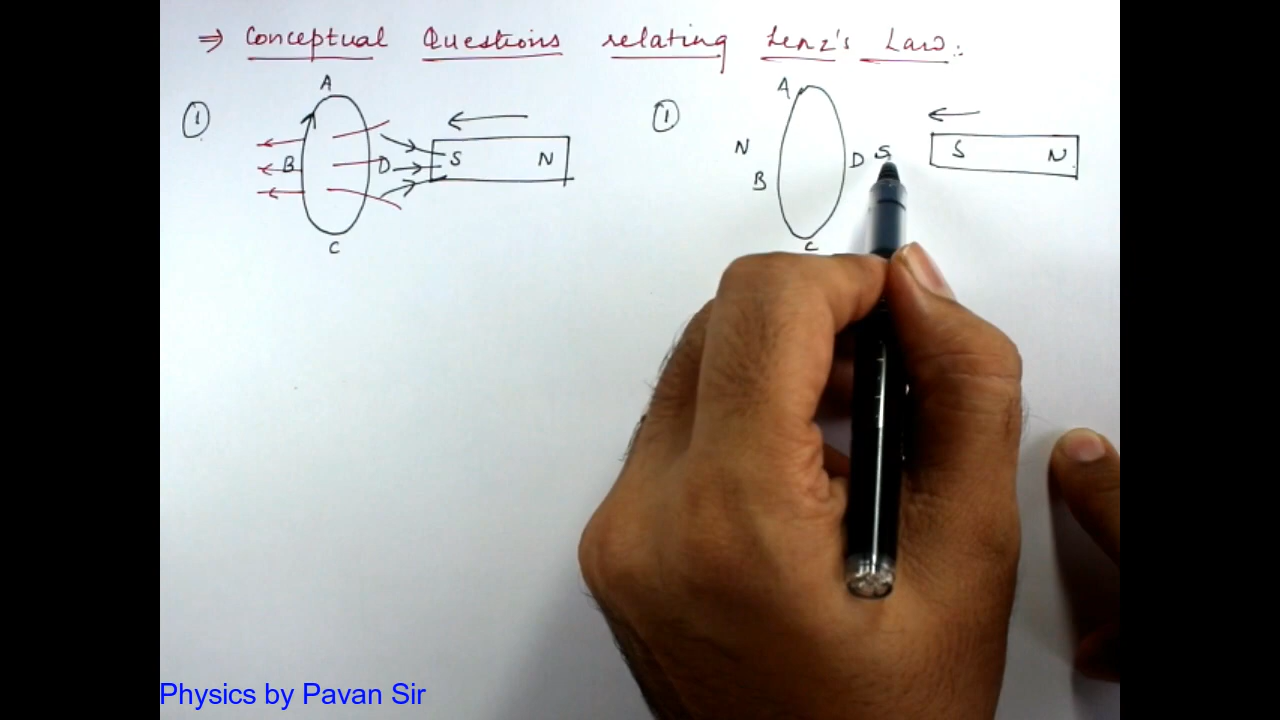 ⇒ Conceptual Questions relating Lenz's Law:
① A B C D S N
① A N B C D S S N
Physics by Pavan Sir